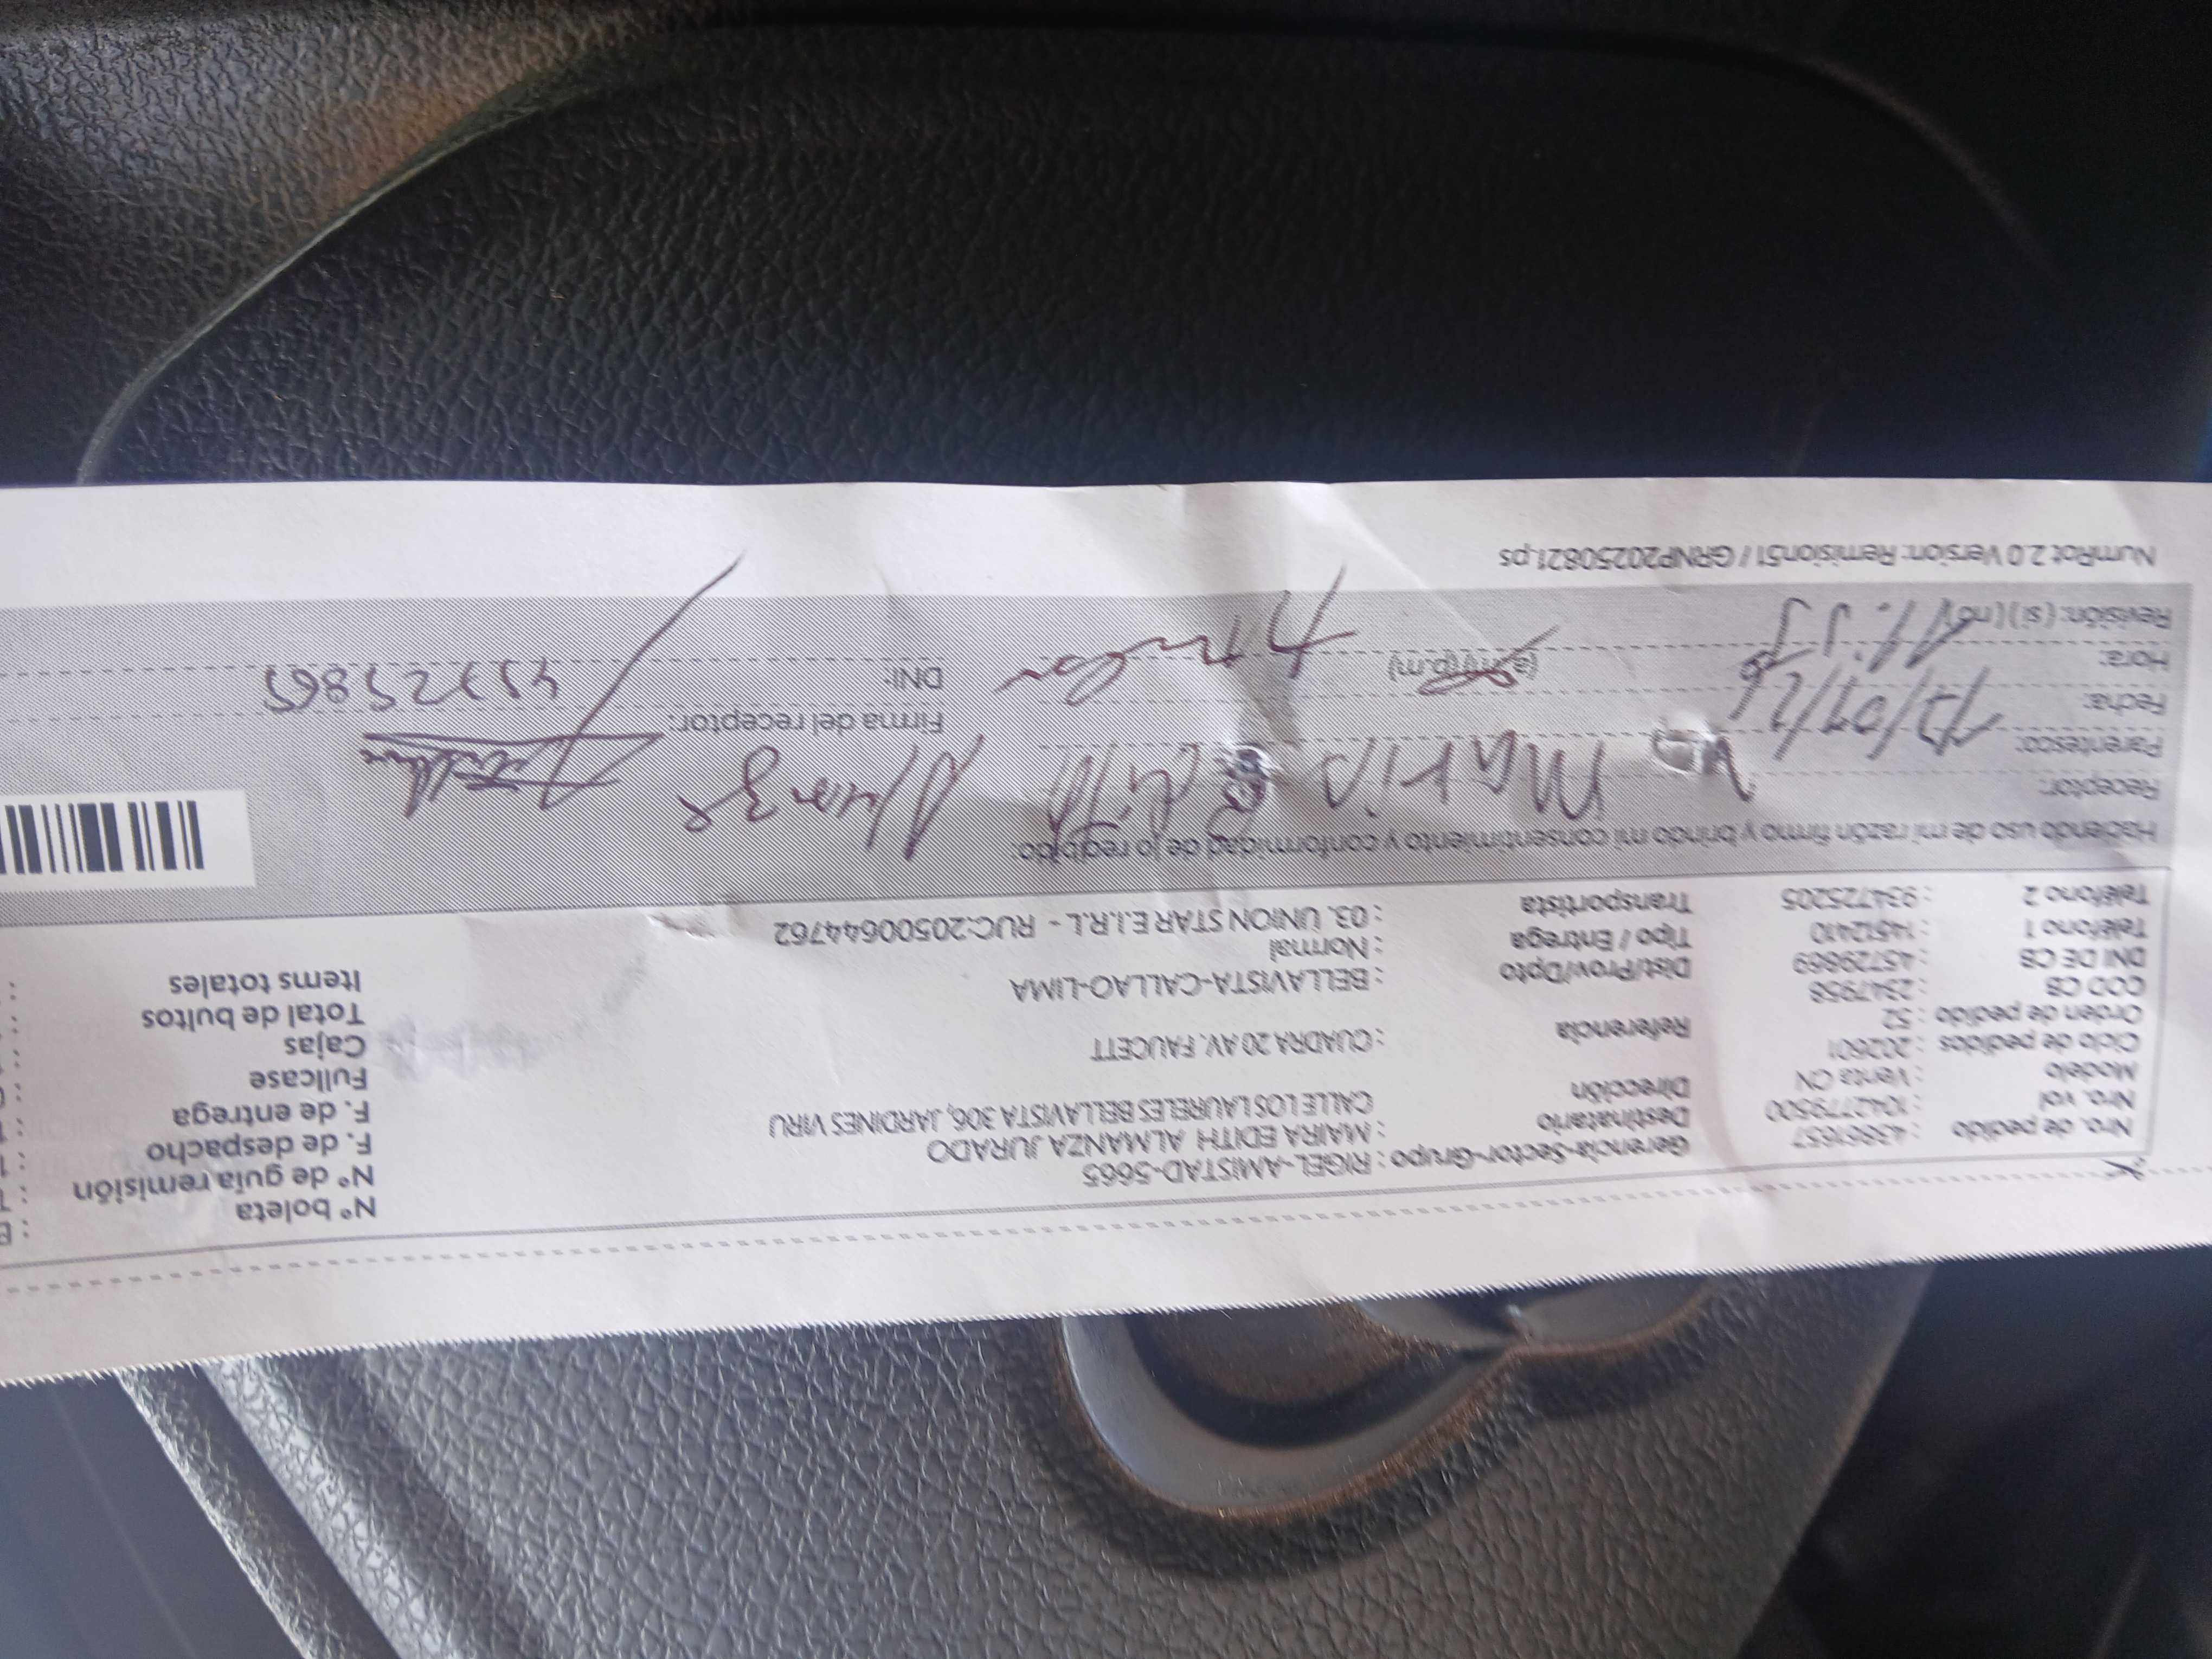 Nro. de pedido : 43661657 Gerencia-Sector-Grupo : RIGEL-AMISTAD-5665 N° boleta
Nro. vol : 1042779500 Destinatario : MAIRA EDITH ALMANZA JURADO N° de guía remisión
Modelo : Venta CN Dirección CALLE LOS LAURELES BELLAVISTA 306, JARDINES VIRU F. de despacho
Ciclo de pedidos : 202601 F. de entrega
Orden de pedido : 52 Referencia : CUADRA 20 AV. FAUCETT Fullcase
COD CB : 2347958 Cajas
DNI DE CB : 45729869 Dist/Prov/Dpto : BELLAVISTA-CALLAO-LIMA Total de bultos
Teléfono 1 : 14512410 Tipo / Entrega : Normal Items totales
Teléfono 2 : 934725205 Transportista : 03. UNION STAR E.I.R.L - RUC:20500644762
Haciendo uso de mi razón firmo y brindo mi consentimiento y conformidad de lo recibido:
Receptor: Edith
Parentesco:
Fecha: Firma del receptor:
Hora: (a.m)(p.m) DNI:
Revisión: (si) (no)
NumRot 2.0 Version: Remision51 / GRNP20250821.ps